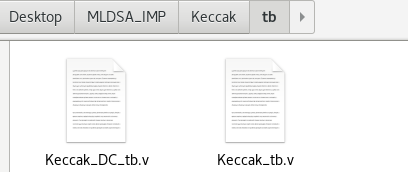 Desktop MLDSA_IMP Keccak tb
Keccak_DC_tb.v Keccak_tb.v